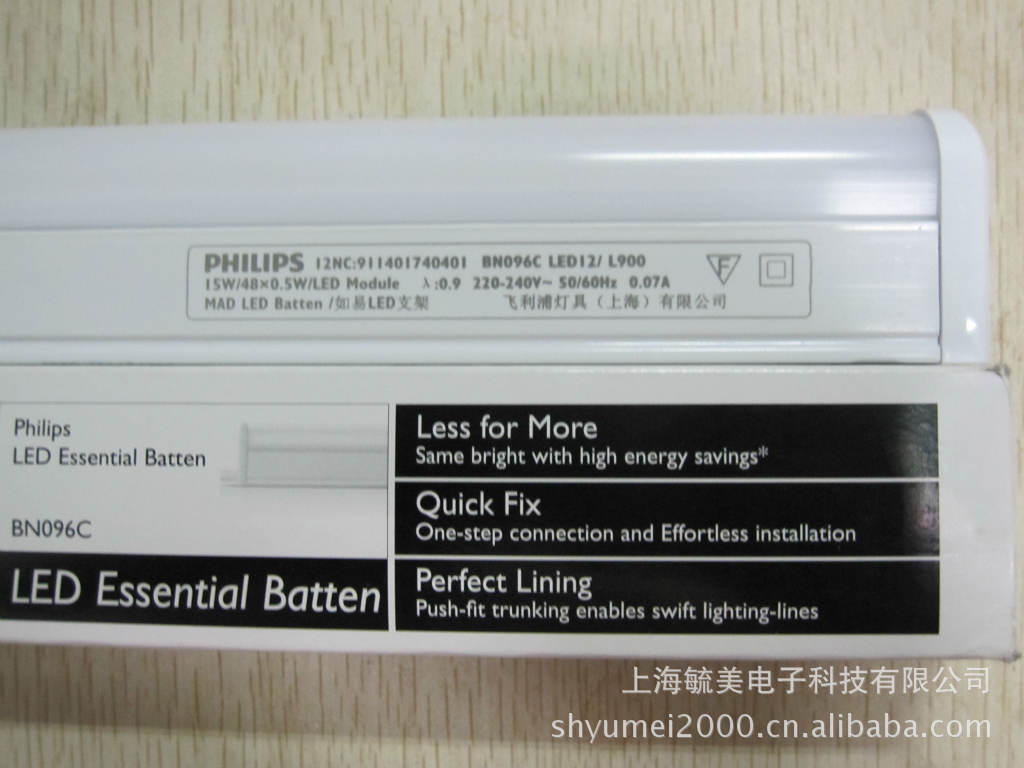 PHILIPS 12NC:911401740401 BN096C LED12/ L900
15W/48×0.5W/LED Module λ:0.9 220-240V~ 50/60Hz 0.07A
MAD LED Batten /如易LED支架 飞利浦灯具（上海）有限公司
F
Philips
LED Essential Batten
BN096C
LED Essential Batten
Less for More
Same bright with high energy savings*
Quick Fix
One-step connection and Effortless installation
Perfect Lining
Push-fit trunking enables swift lighting-lines
上海毓美电子科技有限公司
shyumei2000.cn.alibaba.com